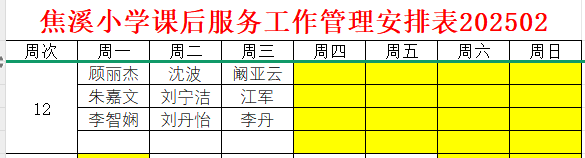 焦溪小学课后服务工作管理安排表202502
周次 周一 周二 周三 周四 周五 周六 周日
顾丽杰 沈波 阚亚云
12 朱嘉文 刘宁洁 江军
李智娴 刘丹怡 李丹